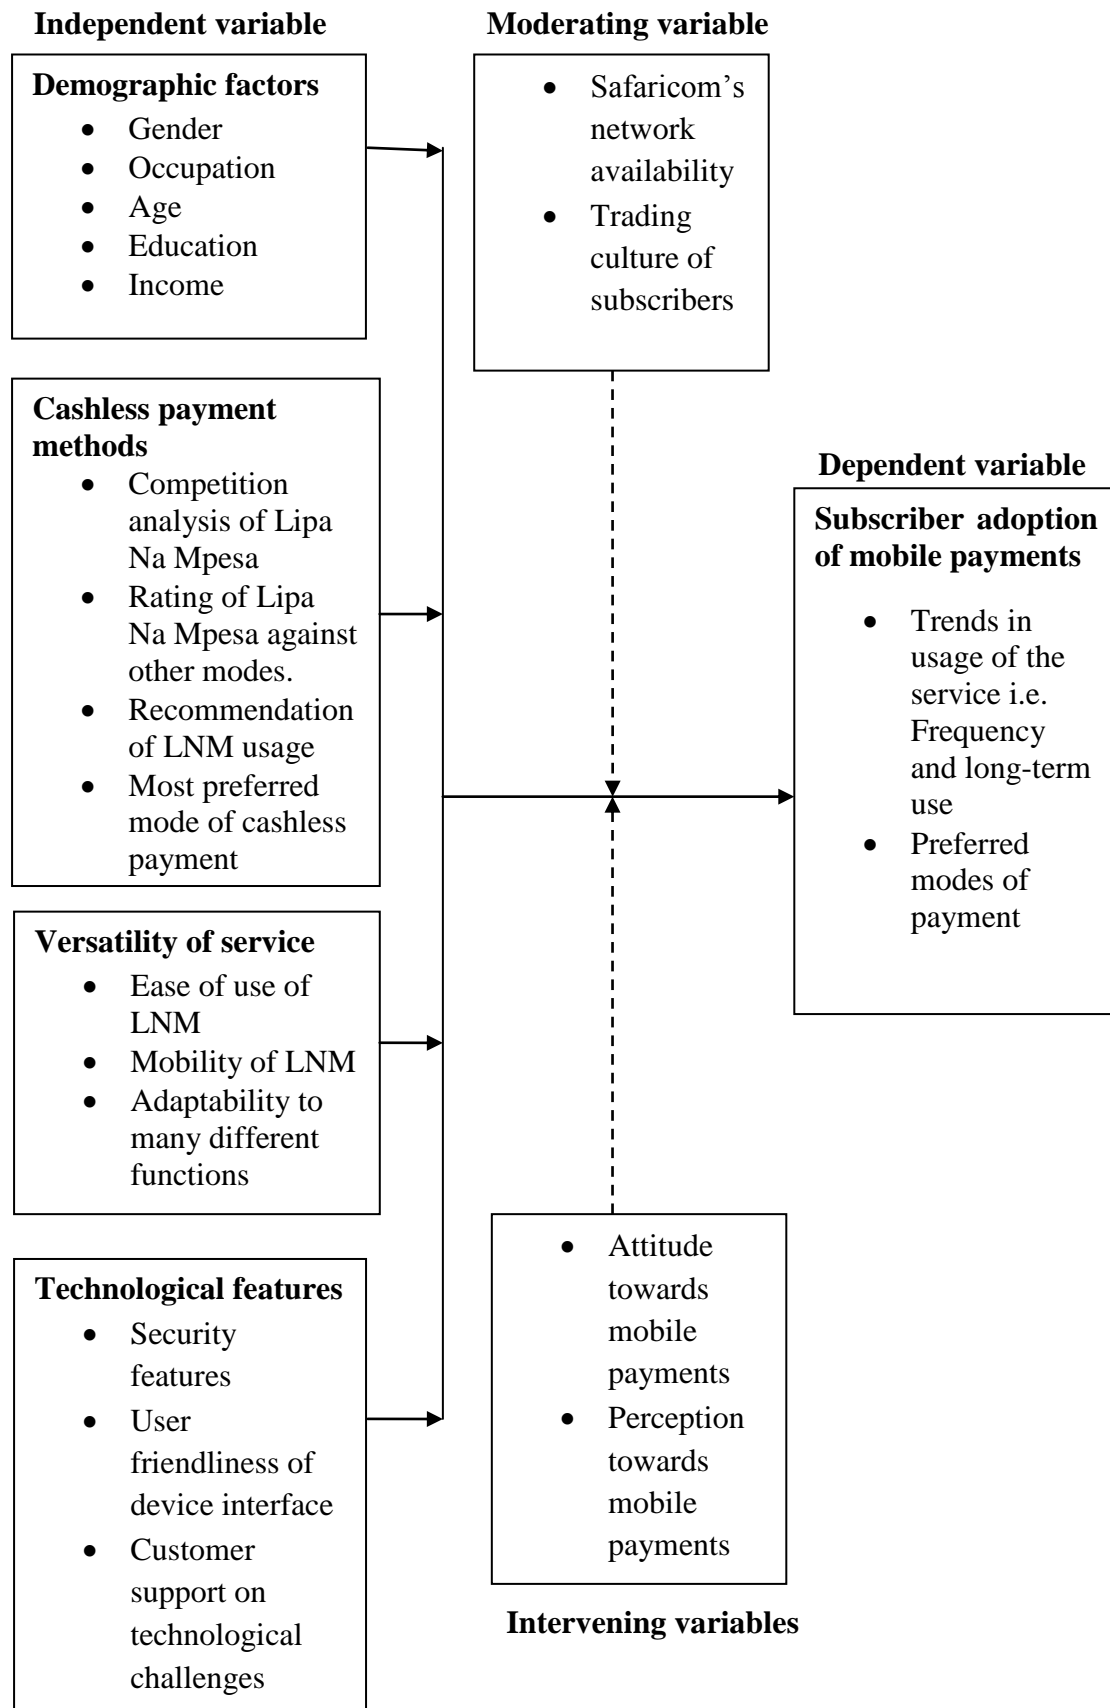 Independent variable
Demographic factors
• Gender
• Occupation
• Age
• Education
• Income
Cashless payment
methods
• Competition
analysis of Lipa
Na Mpesa
• Rating of Lipa
Na Mpesa against
other modes.
• Recommendation
of LNM usage
• Most preferred
mode of cashless
payment
Versatility of service
• Ease of use of
LNM
• Mobility of LNM
• Adaptability to
many different
functions
Technological features
• Security
features
• User
friendliness of
device interface
• Customer
support on
technological
challenges
Moderating variable
• Safaricom’s
network
availability
• Trading
culture of
subscribers
• Attitude
towards
mobile
payments
• Perception
towards
mobile
payments
Intervening variables
Dependent variable
Subscriber adoption
of mobile payments
• Trends in
usage of the
service i.e.
Frequency
and long-term
use
• Preferred
modes of
payment